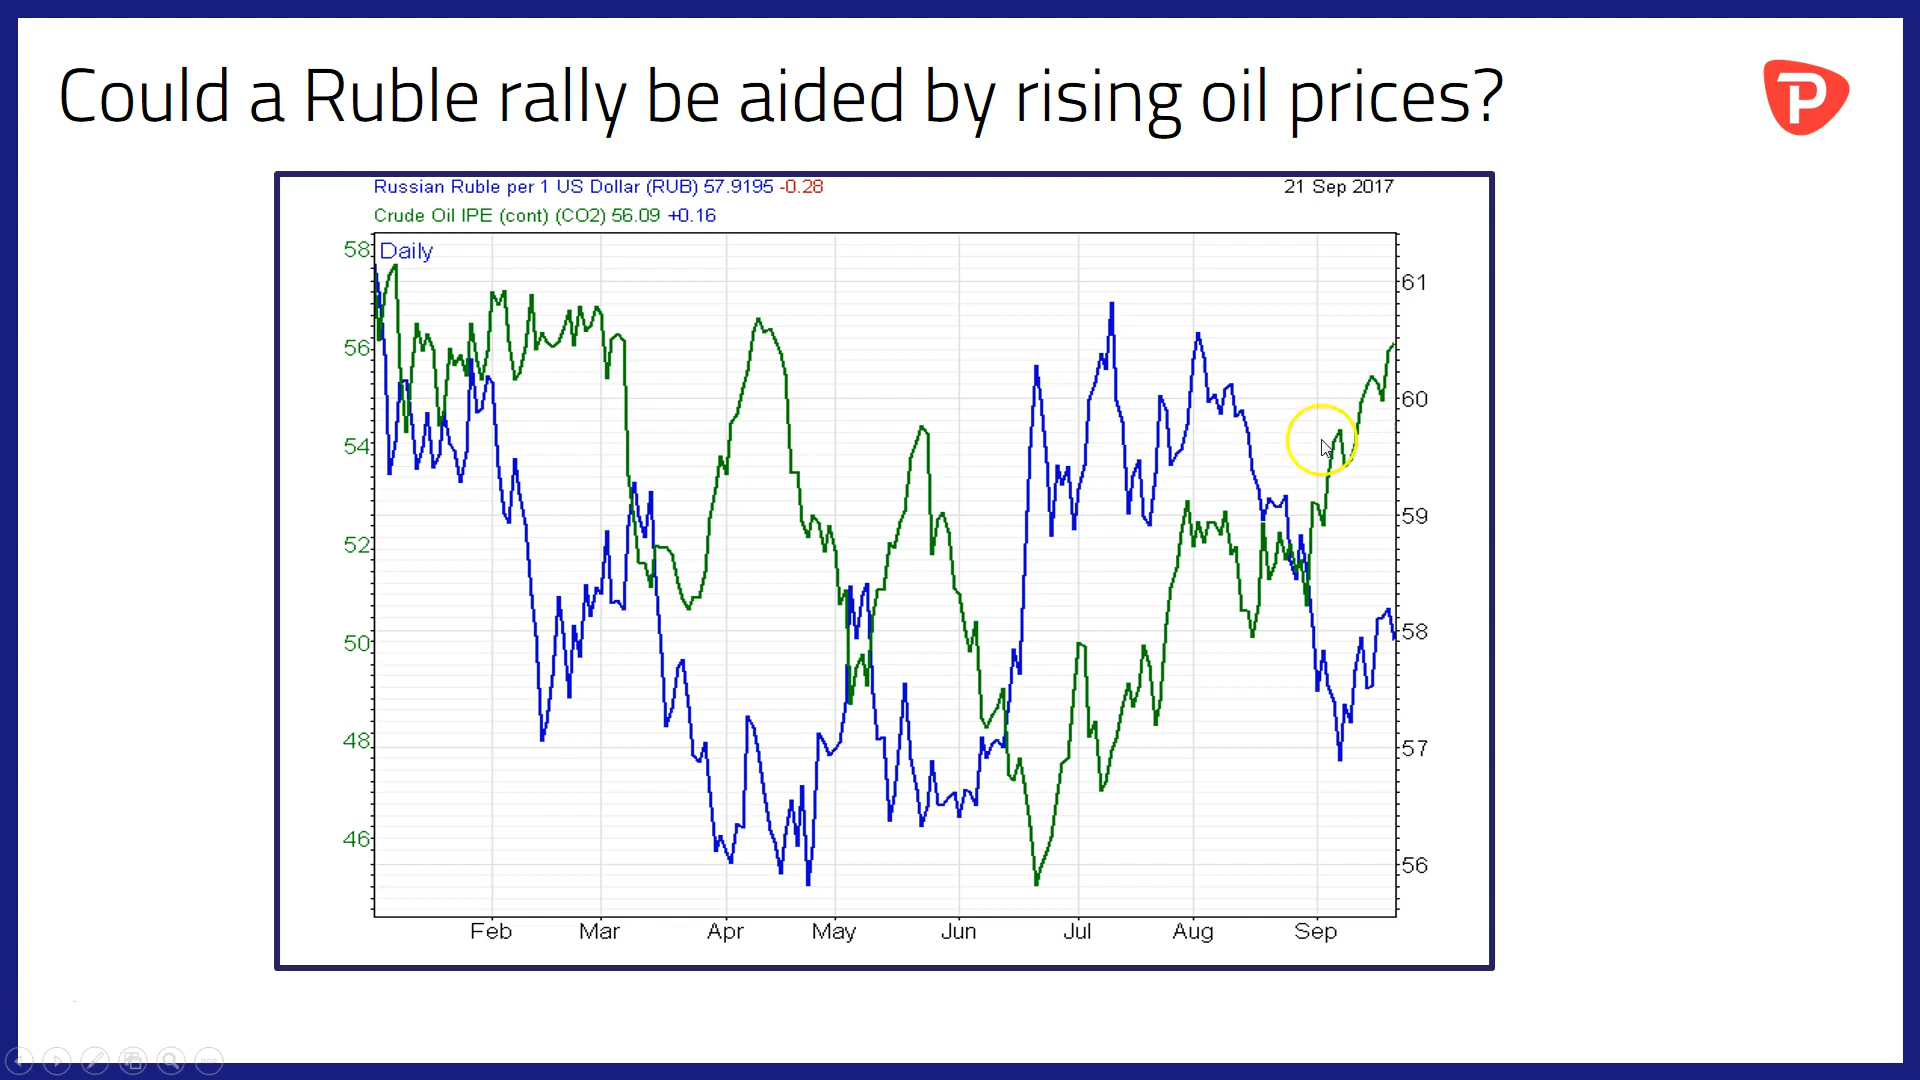 Could a Ruble rally be aided by rising oil prices?
P
Russian Ruble per 1 US Dollar (RUB) 57.9195 -0.28
21 Sep 2017
Crude Oil IPE (cont) (CO2) 56.09 +0.16
Daily
58
56
54
52
50
48
46
61
60
59
58
57
56
Feb Mar Apr May Jun Jul Aug Sep